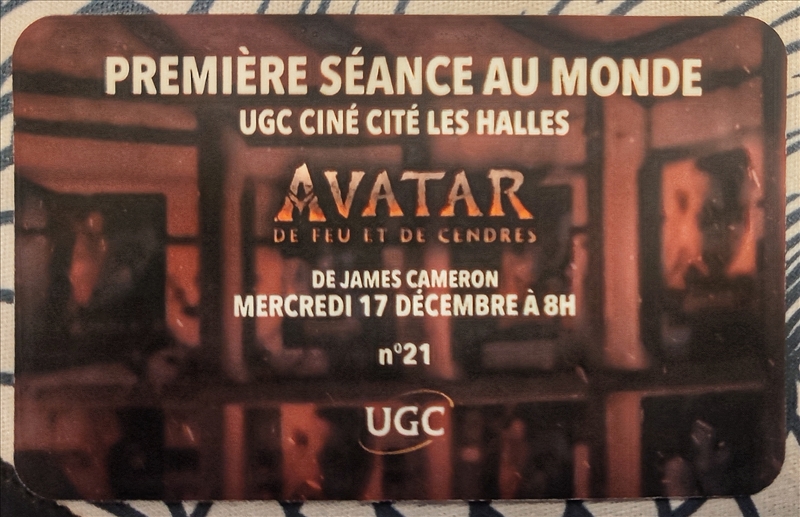 PREMIÈRE SÉANCE AU MONDE
UGC CINÉ CITÉ LES HALLES
AVATAR
DE FEU ET DE CENDRES
DE JAMES CAMERON
MERCREDI 17 DÉCEMBRE À 8H
n°21
UGC